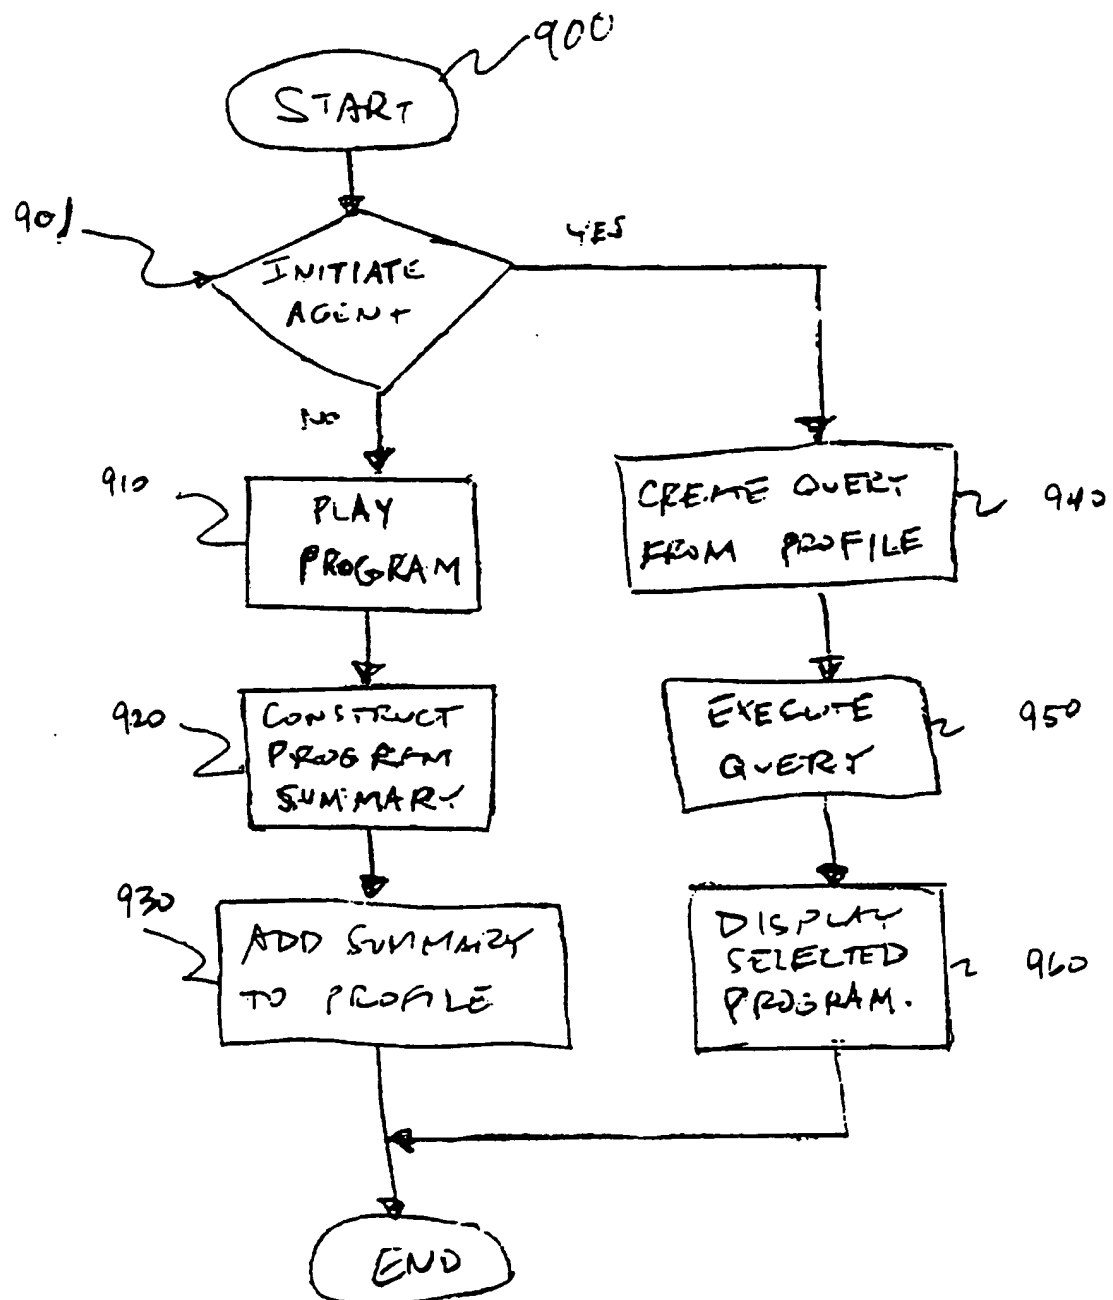 900
START
901
YES
INITIATE
AGENT
NO
910
PLAY
PROGRAM
CREATE QUERY
FROM PROFILE
940
920
CONSTRUCT
PROGRAM
SUMMARY
EXECUTE
QUERY
950
930
ADD SUMMARY
TO PROFILE
DISPLAY
SELECTED
PROGRAM.
960
END